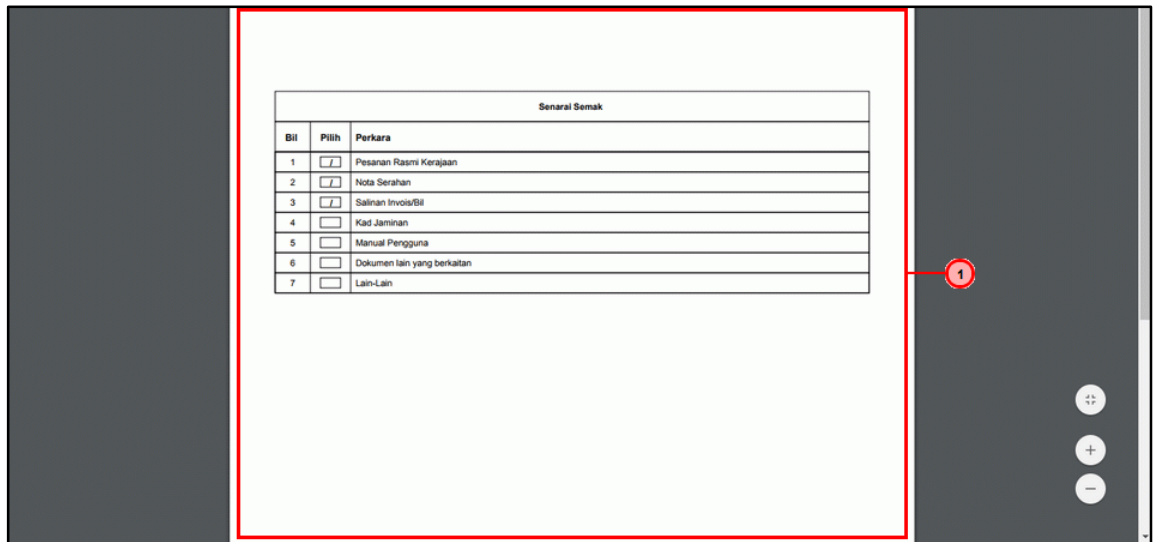 Senarai Semak
Bil Pilih Perkara
1 / Pesanan Rasmi Kerajaan
2 / Nota Serahan
3 / Salinan Invois/Bil
4 Kad Jaminan
5 Manual Pengguna
6 Dokumen lain yang berkaitan
7 Lain-Lain
1